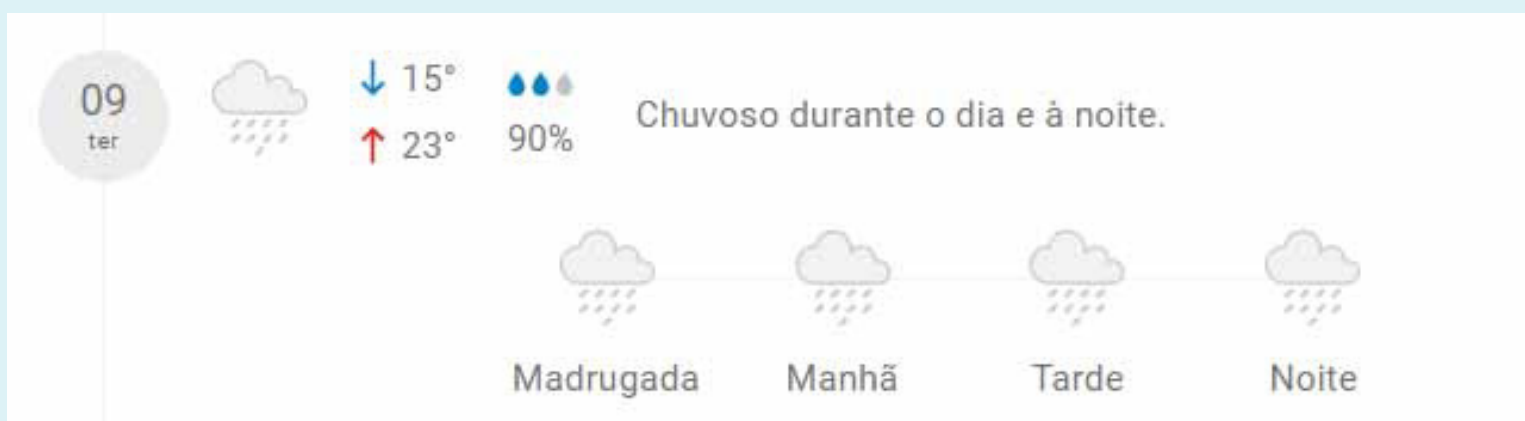 09
ter
15°
23°
90%
Chuvoso durante o dia e à noite.
Madrugada Manhã Tarde Noite